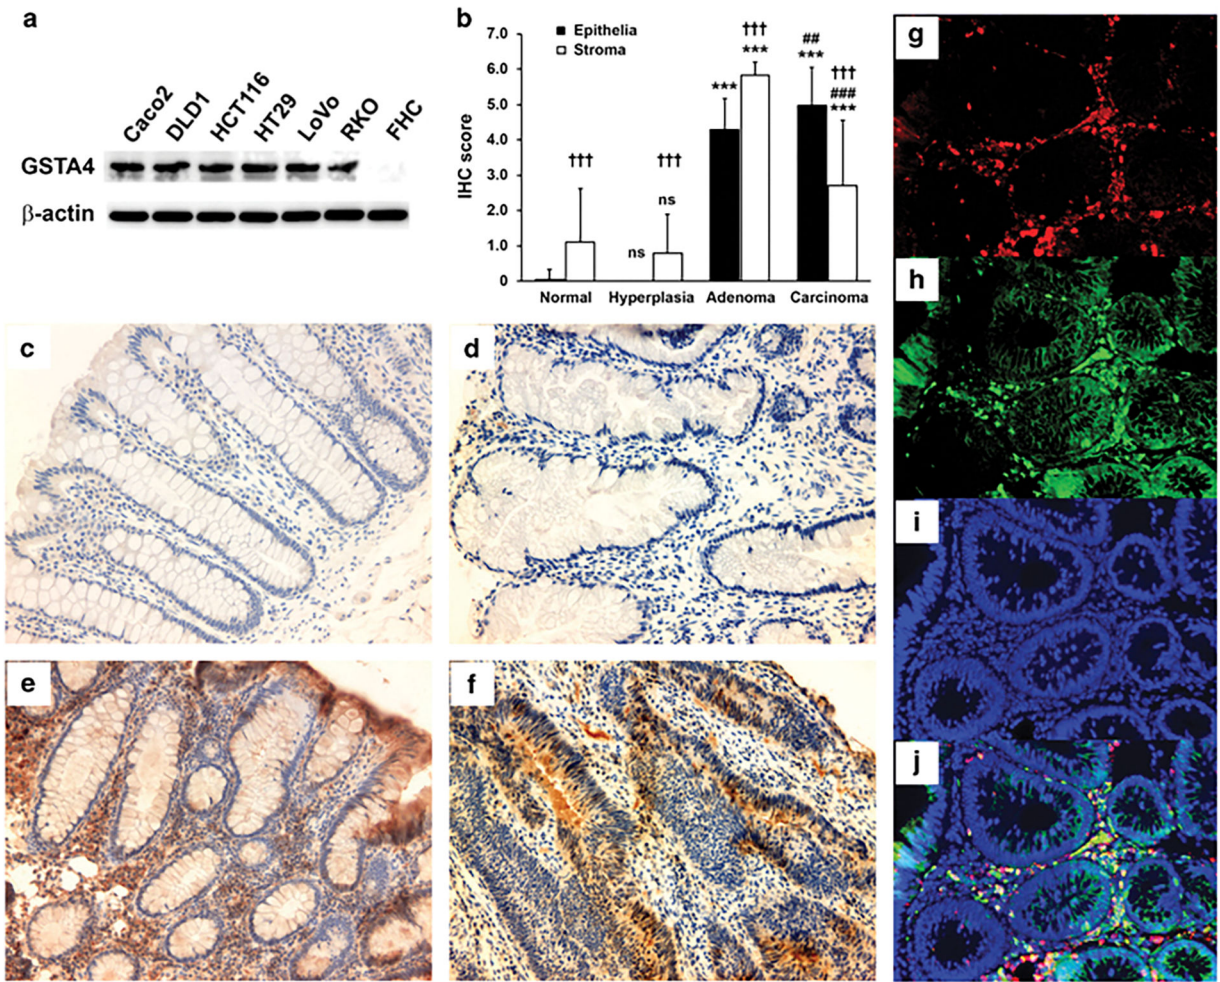 a
Caco2 DLD1 HCT116 HT29 LoVo RKO FHC
GSTA4
β-actin
b
Epithelia
Stroma
IHC score
7.0
6.0
5.0
4.0
3.0
2.0
1.0
0
†††
ns
†††
ns
***
†††
***
##
***
†††
###
***
Normal Hyperplasia Adenoma Carcinoma
c
d
e
f
g
h
i
j